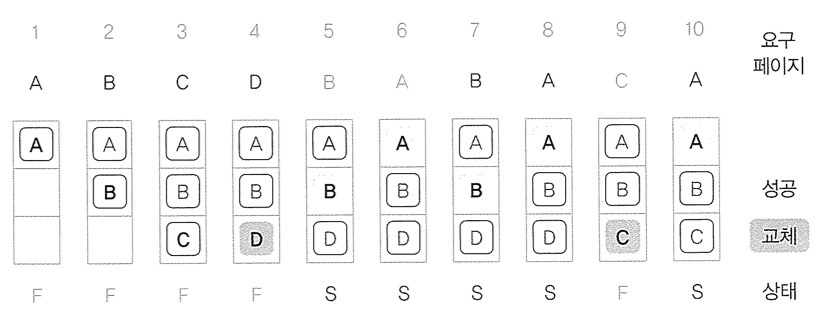 1 2 3 4 5 6 7 8 9 10 요구
A B C D B A B A C A 페이지
A A A A A A A A A A
B B B B B B B B B 성공
C D D D D D C C 교체
F F F F S S S S F S 상태